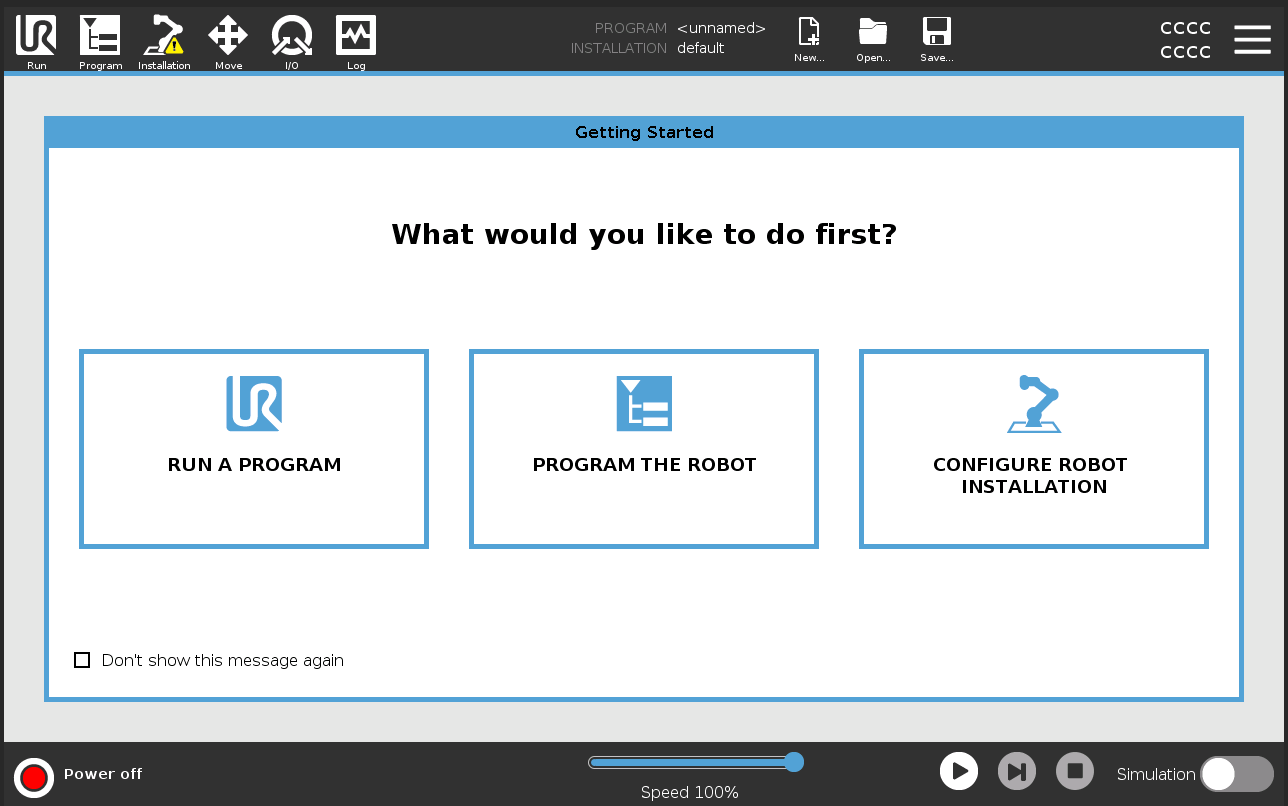 Run
Program
Installation
Move
I/O
Log
PROGRAM <unnamed>
INSTALLATION default
New...
Open...
Save...
CCCC
CCCC
Getting Started
What would you like to do first?
RUN A PROGRAM
PROGRAM THE ROBOT
CONFIGURE ROBOT
INSTALLATION
Don't show this message again
Power off
Speed 100%
Simulation